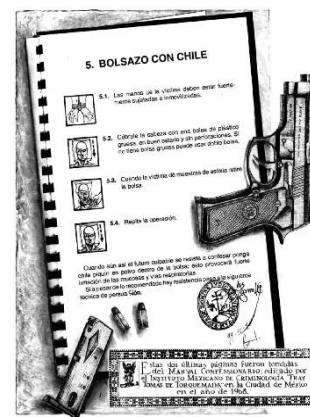 5. BOLSAZO CON CHILE
5.1. Las manos de la víctima deben estar fuerte-
mente sujetadas e inmovilizadas.
5.2. Cúbrale la cabeza con una bolsa de plástico
gruesa, en buen estado y sin perforaciones. Si
no tiene bolsa gruesa puede usar doble bolsa.
5.3. Cuando la víctima dé muestras de asfixia retire
la bolsa.
5.4. Repita la operación.
Cuando aún así el futuro culpable se resista a confesar ponga
chile piquín en polvo dentro de la bolsa; ésto provocará fuerte
irritación de las mucosas y vías respiratorias.
Si a pesar de lo recomendado hay resistencia pase a la siguiente
técnica de persuasión.
Estas dos últimas páginas fueron tomadas
del MANUAL CONFESSIONARIO, editado por
el INSTITUTO MEXICANO DE CRIMINOLOGÍA FRAY
TOMAS DE TORQUEMADA en la Ciudad de México
en el año de 1968.